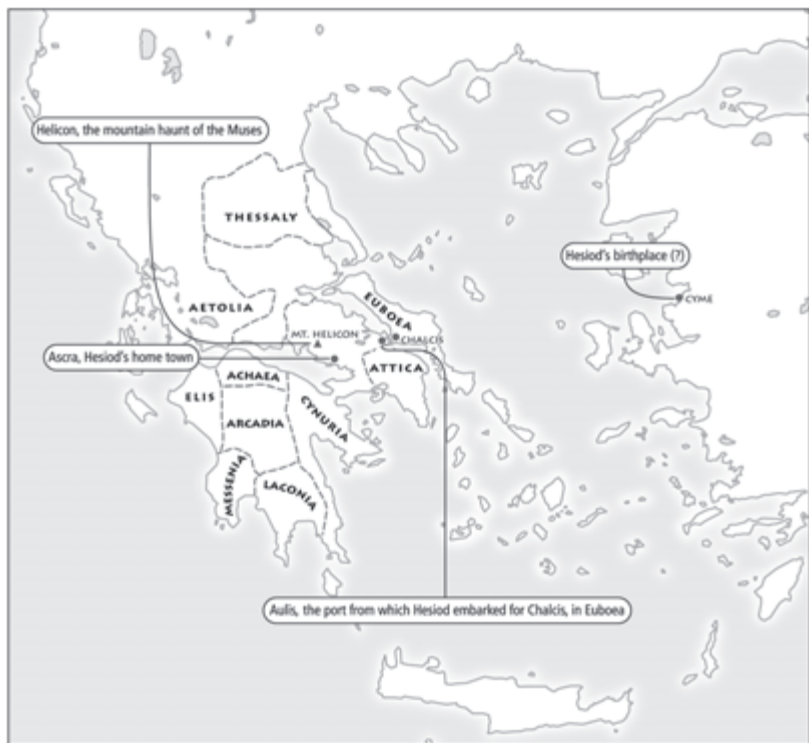 Helicon, the mountain haunt of the Muses
THESSALY
Hesiod's birthplace (?)
CYME
AETOLIA
EUBOEA
MT. HELICON
CHALCIS
Ascra, Hesiod's home town
ATTICA
ACHAEA
ELIS
CYNURIA
ARCADIA
MESSENIA
LACONIA
Aulis, the port from which Hesiod embarked for Chalcis, in Euboea